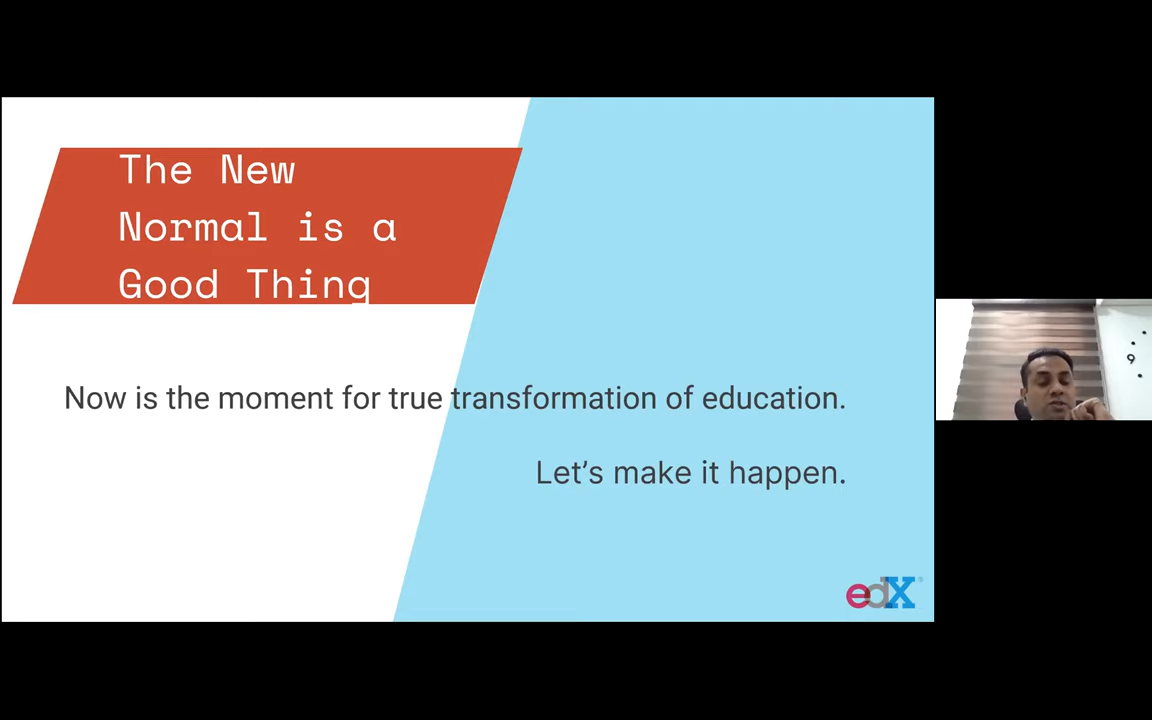 The New
Normal is a
Good Thing
Now is the moment for true transformation of education.
Let's make it happen.
edX®
9